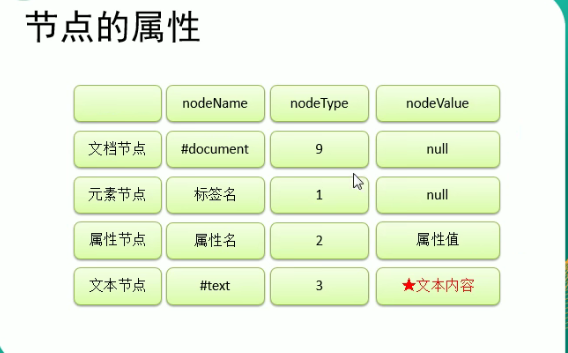 节点的属性
nodeName nodeType nodeValue
文档节点 #document 9 null
元素节点 标签名 1 null
属性节点 属性名 2 属性值
文本节点 #text 3 ★文本内容